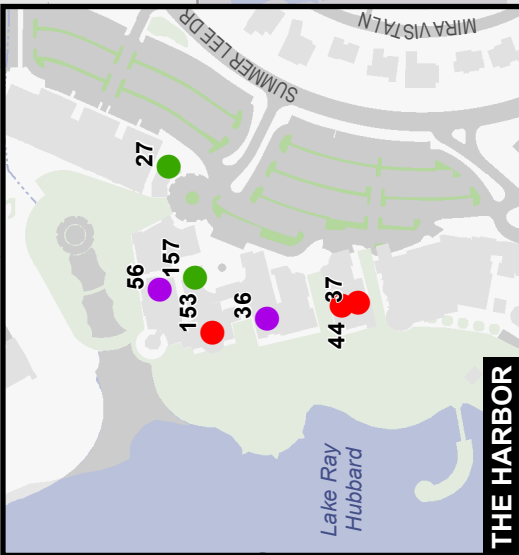 SUMMER LEE DR
MIRA VISTA LN
27
157
56
153
36
37
44
Lake Ray
Hubbard
THE HARBOR